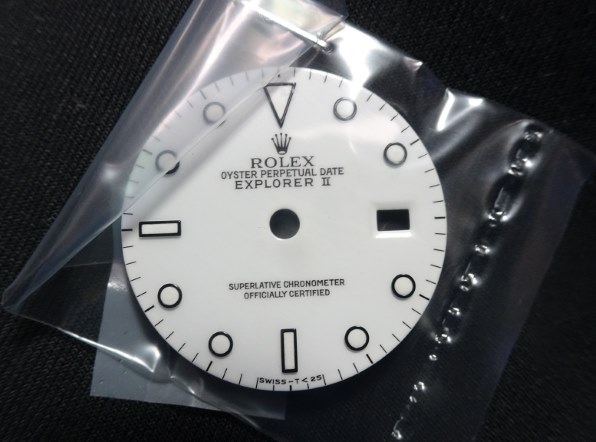 ROLEX
OYSTER PERPETUAL DATE
EXPLORER II
SUPERLATIVE CHRONOMETER
OFFICIALLY CERTIFIED
SWISS-T<25